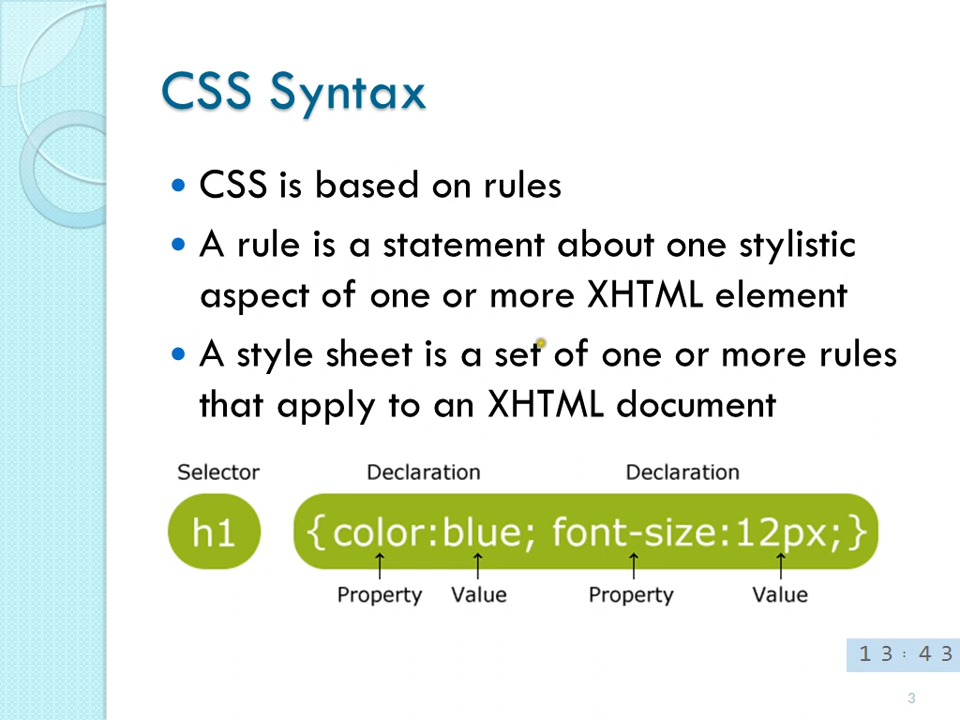 CSS Syntax
• CSS is based on rules
• A rule is a statement about one stylistic
aspect of one or more XHTML element
• A style sheet is a set of one or more rules
that apply to an XHTML document
Selector Declaration Declaration
h1 {color:blue; font-size:12px;}
Property Value Property Value
13:43
3